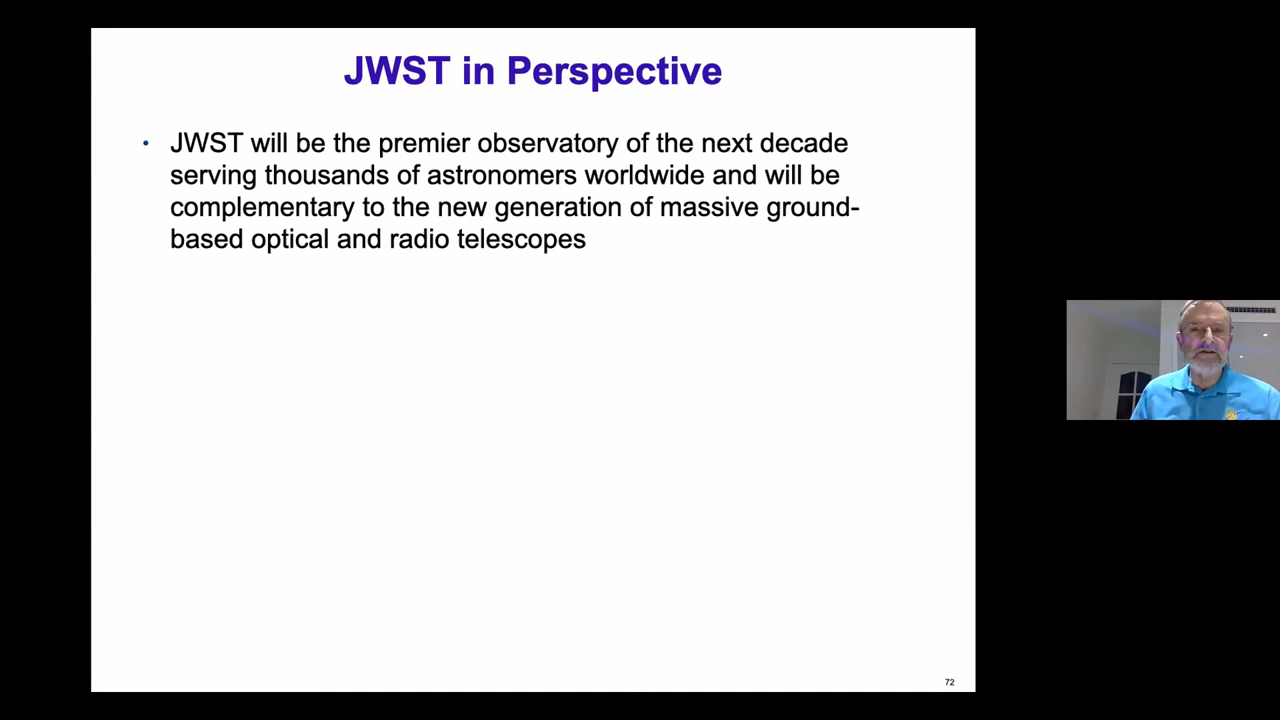 JWST in Perspective
• JWST will be the premier observatory of the next decade
serving thousands of astronomers worldwide and will be
complementary to the new generation of massive ground-
based optical and radio telescopes
72